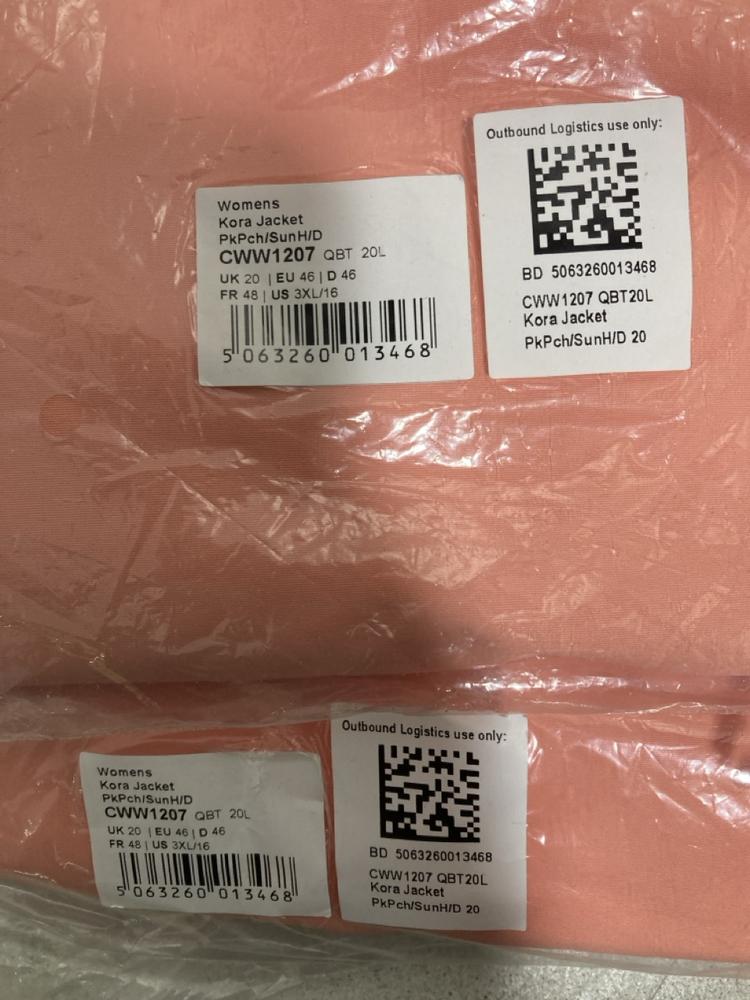 Womens
Kora Jacket
PkPch/SunH/D
CWW1207 QBT 20L
UK 20 | EU 46 | D 46
FR 48 | US 3XL/16
5 063260 013468
Outbound Logistics use only:
BD 5063260013468
CWW1207 QBT20L
Kora Jacket
PkPch/SunH/D 20
Womens
Kora Jacket
PkPch/SunH/D
CWW1207 QBT 20L
UK 20 | EU 46 | D 46
FR 48 | US 3XL/16
5 063260 013468
Outbound Logistics use only:
BD 5063260013468
CWW1207 QBT20L
Kora Jacket
PkPch/SunH/D 20